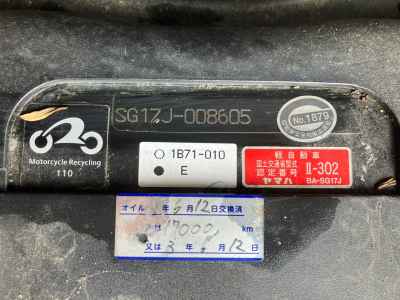 SG17J-008605
No.1879
Motorcycle Recycling
110
1B71-010
E
軽自動車
国土交通省型式
認定番号 II-302
ヤマハ BA-SG17J
オイル 年 月 12日交換済
17000 km
又は 3年 月 12日